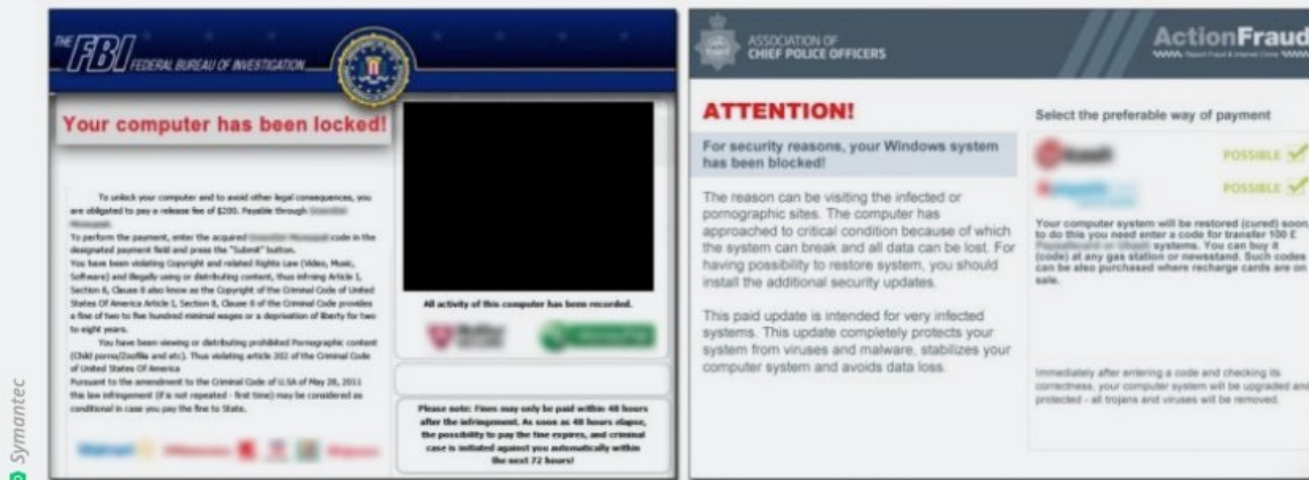 THE FBI FEDERAL BUREAU OF INVESTIGATION
Your computer has been locked!
To unlock your computer and to avoid other legal consequences, you
are obligated to pay a release fee of $200. Payable through
To perform the payment, enter the acquired code in the
designated payment field and press the "Submit" button.
You have been violating Copyright and related Rights Law (Video, Music,
Software) and illegally using or distributing content, thus infring Article 1,
Section 8, Clause 8 also know as the Copyright of the Criminal Code of United
States Of America Article 1, Section 8, Clause 8 of the Criminal Code provides
a fine of two to five hundred minimal wages or a deprivation of liberty for two
to eight years.
You have been viewing or distributing prohibited Pornographic content
(Child porno/Zoofilia and etc). Thus violating article 202 of the Criminal Code
of United States Of America
Pursuant to the amendment to the Criminal Code of U.SA of May 28, 2011
this law infringement (if is not repeated - first time) may be considered as
conditional in case you pay the fine to State.
All activity of this computer has been recorded.
Please note: Fines may only be paid within 48 hours
after the infringement. As soon as 48 hours elapse,
the possibility to pay the fine expires, and criminal
case is initiated against you automatically within
the next 72 hours!
ASSOCIATION OF
CHIEF POLICE OFFICERS
ActionFraud
ATTENTION!
For security reasons, your Windows system
has been blocked!
The reason can be visiting the infected or
pornographic sites. The computer has
approached to critical condition because of which
the system can break and all data can be lost. For
having possibility to restore system, you should
install the additional security updates.
This paid update is intended for very infected
systems. This update completely protects your
system from viruses and malware, stabilizes your
computer system and avoids data loss.
Select the preferable way of payment
POSSIBLE
POSSIBLE
Your computer system will be restored (cured) soon,
to do this you need enter a code for transfer 100 £
systems. You can buy it
(code) at any gas station or newsstand. Such codes
can be also purchased where recharge cards are on
sale.
Immediately after entering a code and checking its
correctness, your computer system will be upgraded and
protected - all trojans and viruses will be removed.
Symantec